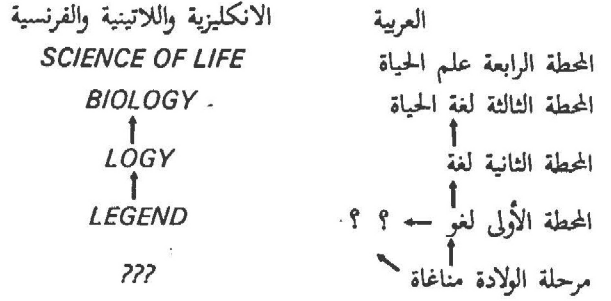 العربية الانكليزية واللاتينية والفرنسية
المحطة الرابعة علم الحياة SCIENCE OF LIFE
المحطة الثالثة لغة الحياة BIOLOGY
المحطة الثانية لغة LOGY
المحطة الأولى لغو ؟ ؟ LEGEND
مرحلة الولادة مناغاة ???